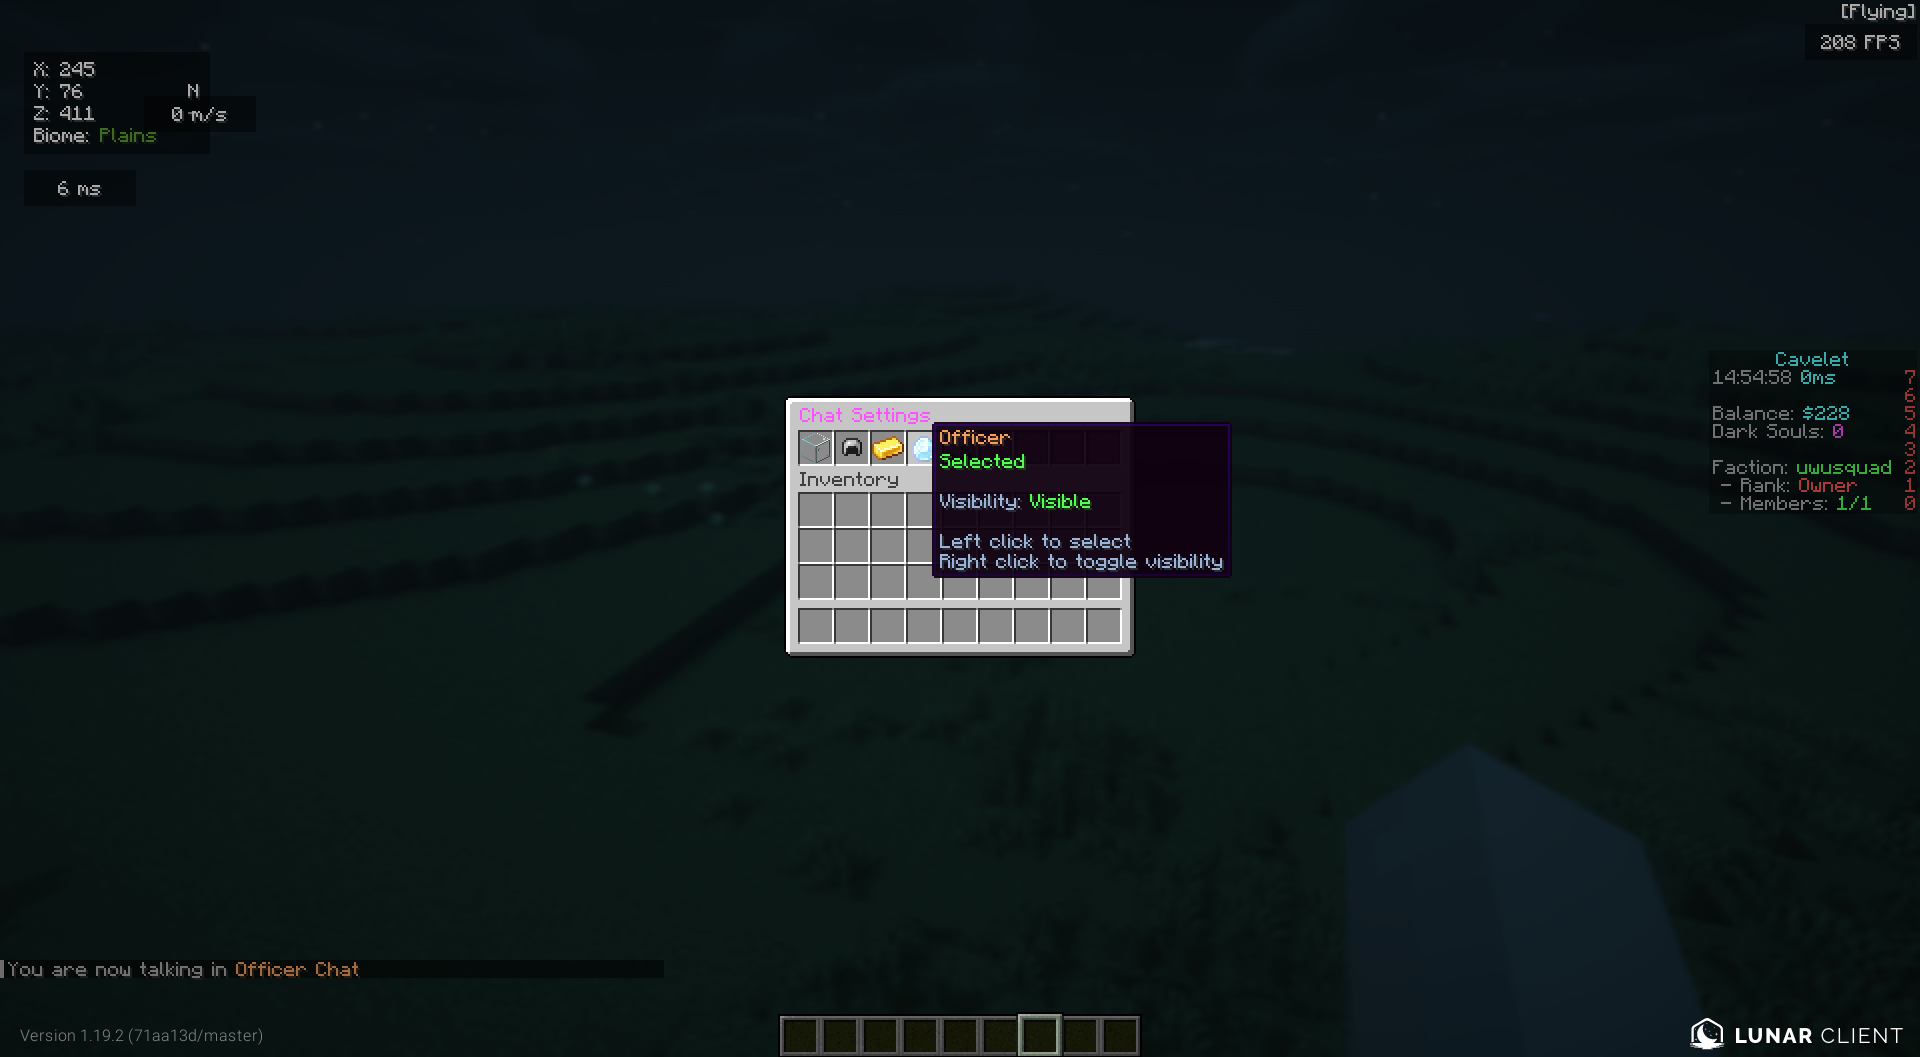 [Flying]
208 FPS
X: 245
Y: 76
N
Z: 411
0 m/s
Biome: Plains
6 ms
Cavelet
14:54:58 0ms 7
6
Balance: $228 5
Dark Souls: 0 4
3
Faction: uwusquad 2
- Rank: Owner 1
- Members: 1/1 0
Chat Settings
Inventory
Officer
Selected
Visibility: Visible
Left click to select
Right click to toggle visibility
You are now talking in Officer Chat
Version 1.19.2 (71aa13d/master)
LUNAR CLIENT